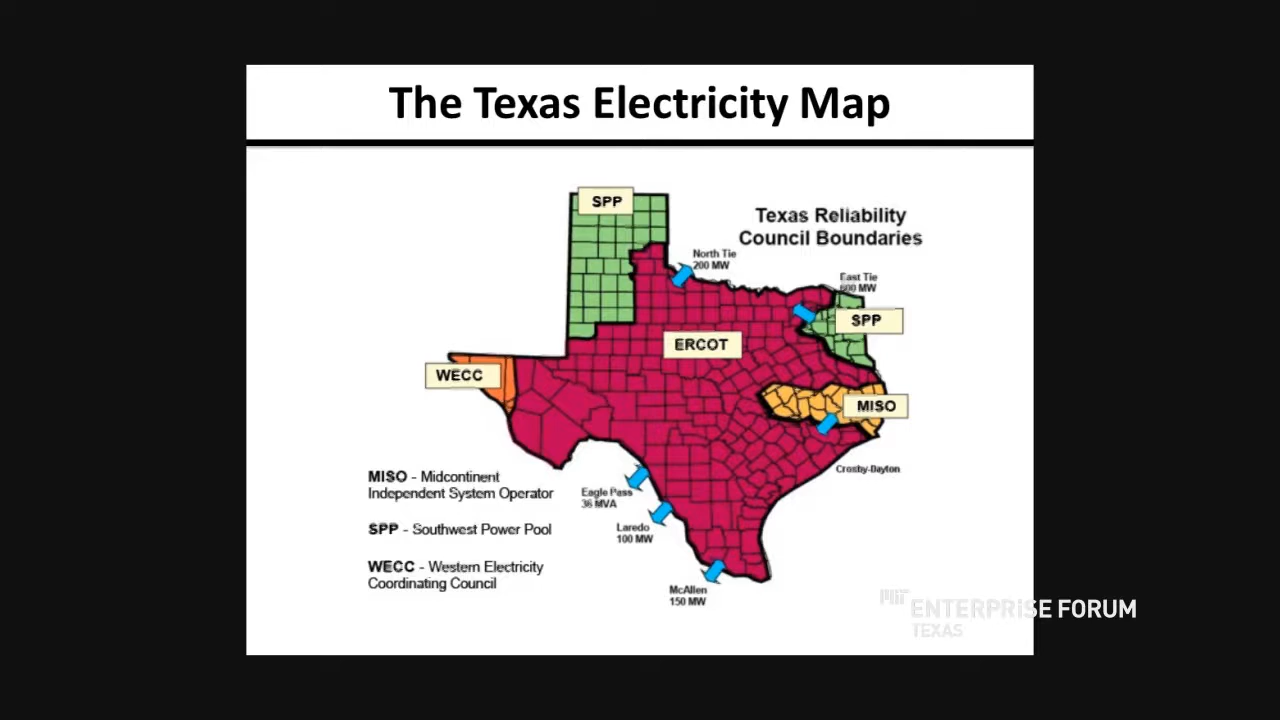 The Texas Electricity Map
SPP
Texas Reliability
Council Boundaries
North Tie
200 MW
East Tie
600 MW
SPP
ERCOT
WECC
MISO
Crosby-Dayton
MISO - Midcontinent
Independent System Operator
Eagle Pass
36 MVA
SPP - Southwest Power Pool
Laredo
100 MW
WECC - Western Electricity
Coordinating Council
McAllen
150 MW
MIT
ENTERPRISE FORUM
TEXAS